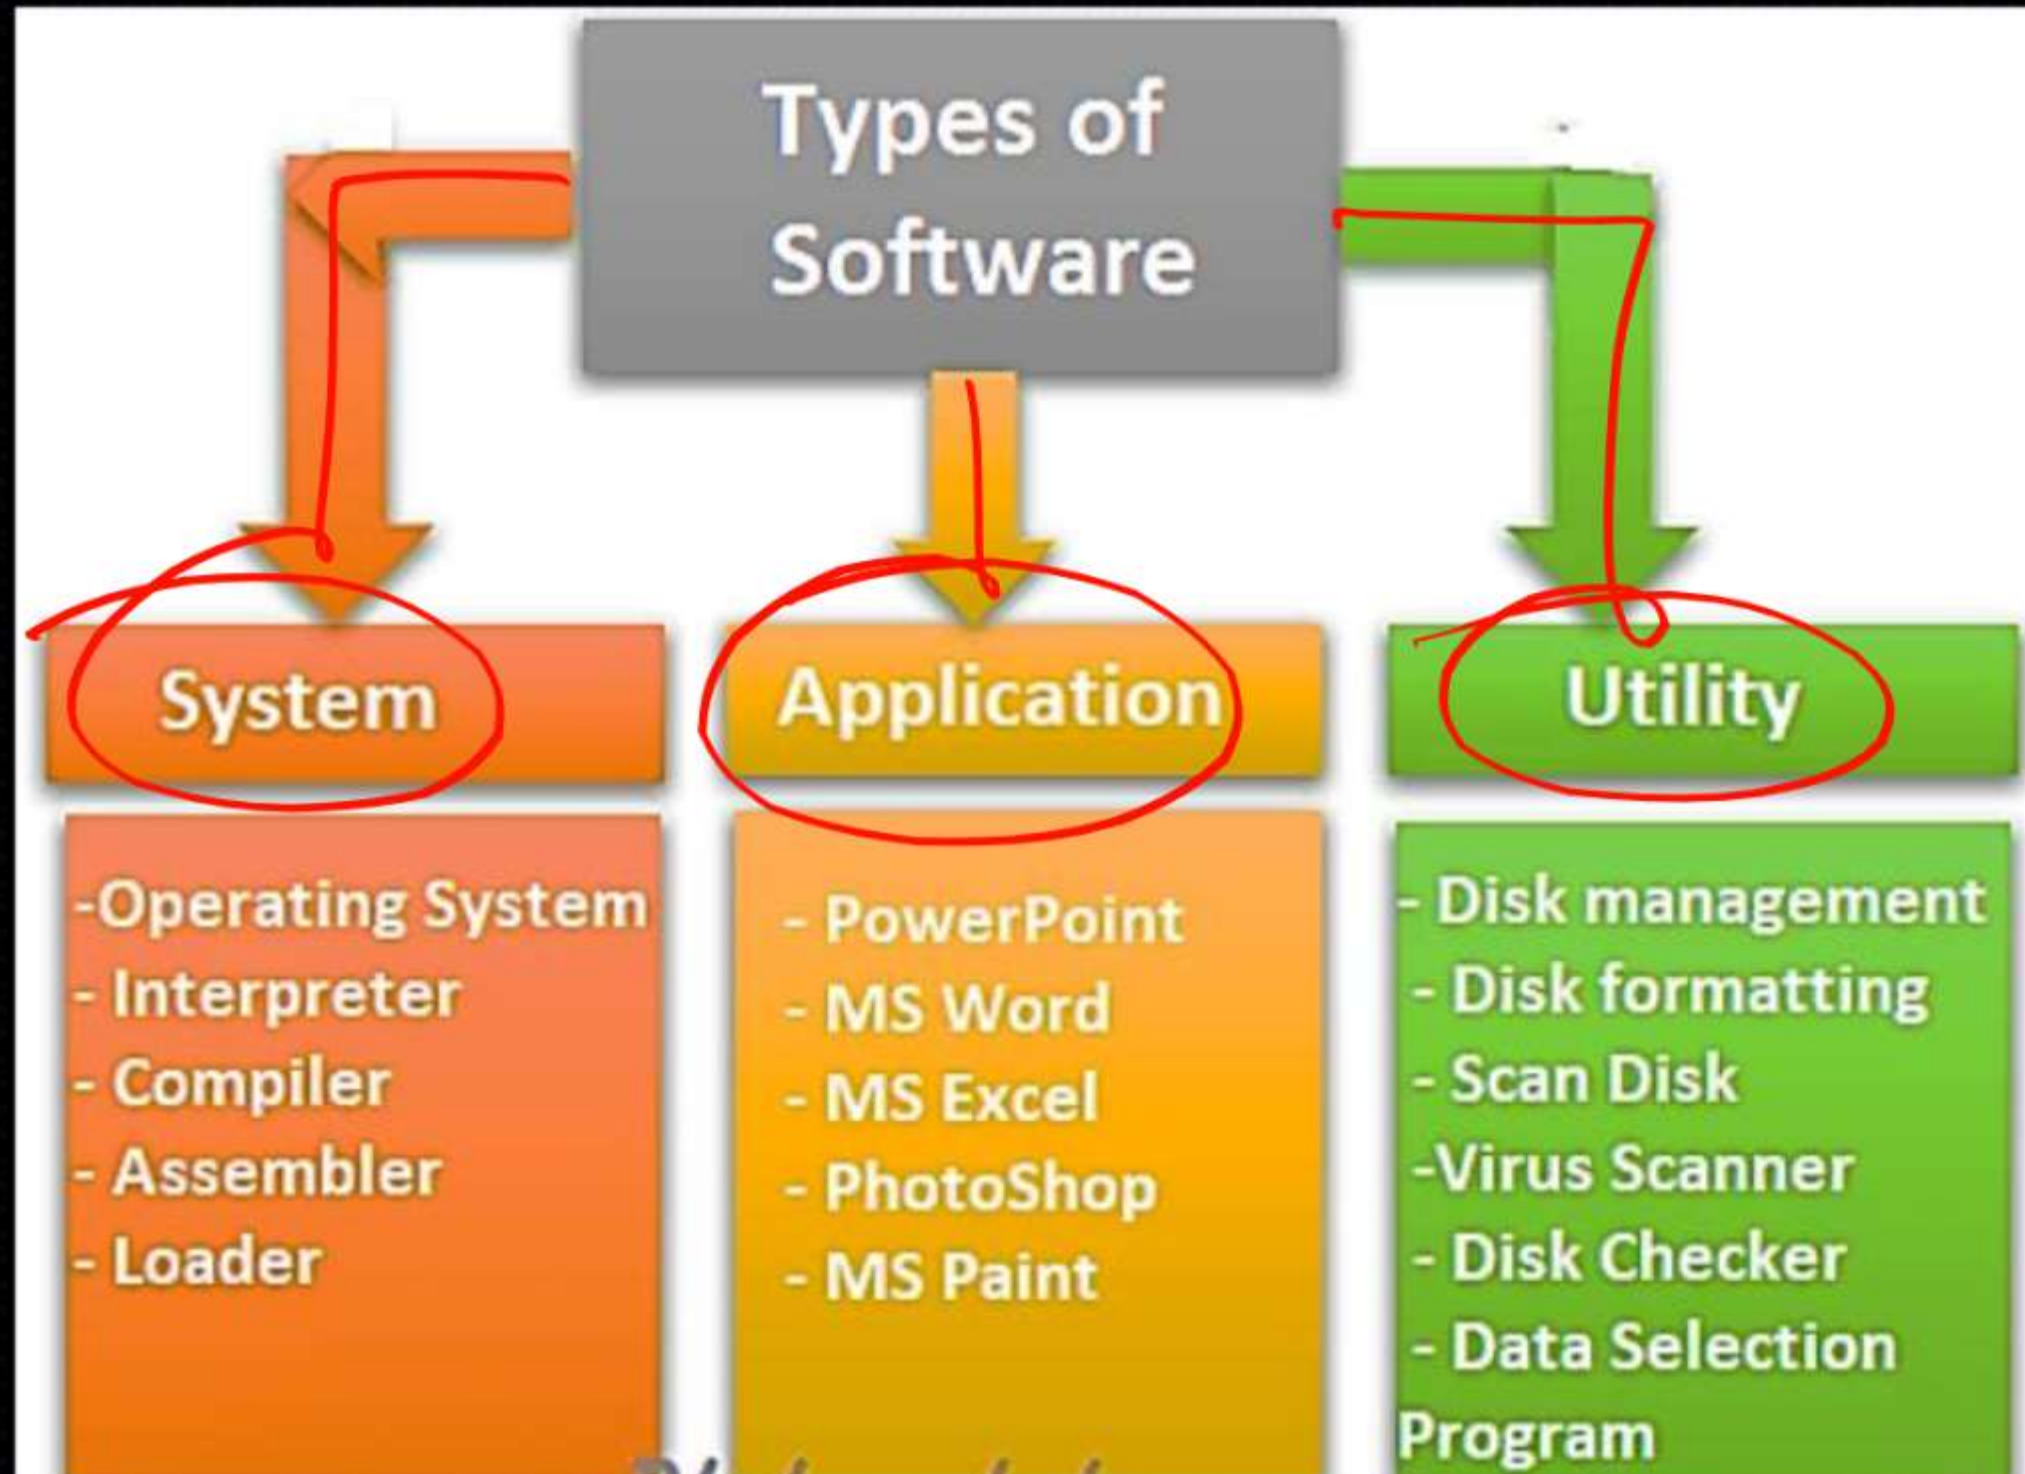 Types of
Software
System
-Operating System
- Interpreter
- Compiler
- Assembler
- Loader
Application
- PowerPoint
- MS Word
- MS Excel
- PhotoShop
- MS Paint
Utility
- Disk management
- Disk formatting
- Scan Disk
-Virus Scanner
- Disk Checker
- Data Selection
Program